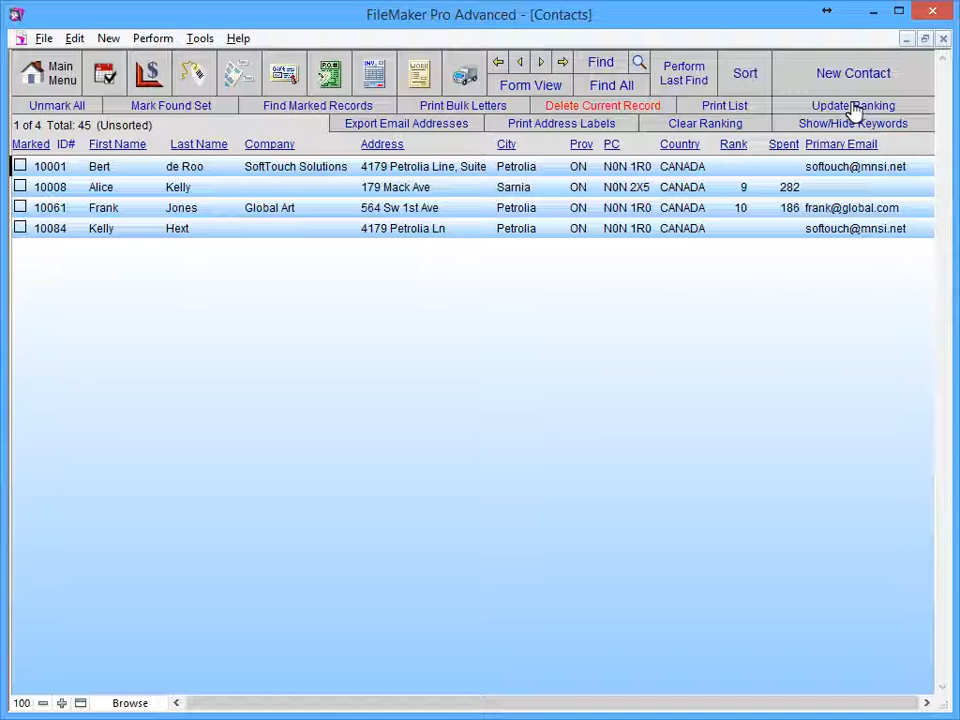 FileMaker Pro Advanced - [Contacts]
File Edit New Perform Tools Help
Main Menu
Find
Form View
Find All
Perform Last Find
Sort
New Contact
Unmark All Mark Found Set Find Marked Records Print Bulk Letters Delete Current Record Print List Update Ranking
1 of 4 Total: 45 (Unsorted) Export Email Addresses Print Address Labels Clear Ranking Show/Hide Keywords
Marked ID# First Name Last Name Company Address City Prov PC Country Rank Spent Primary Email
10001 Bert de Roo SoftTouch Solutions 4179 Petrolia Line, Suite Petrolia ON N0N 1R0 CANADA softouch@mnsi.net
10008 Alice Kelly 179 Mack Ave Sarnia ON N0N 2X5 CANADA 9 282
10061 Frank Jones Global Art 564 Sw 1st Ave Petrolia ON N0N 1R0 CANADA 10 186 frank@global.com
10084 Kelly Hext 4179 Petrolia Ln Petrolia ON N0N 1R0 CANADA softouch@mnsi.net
100 Browse